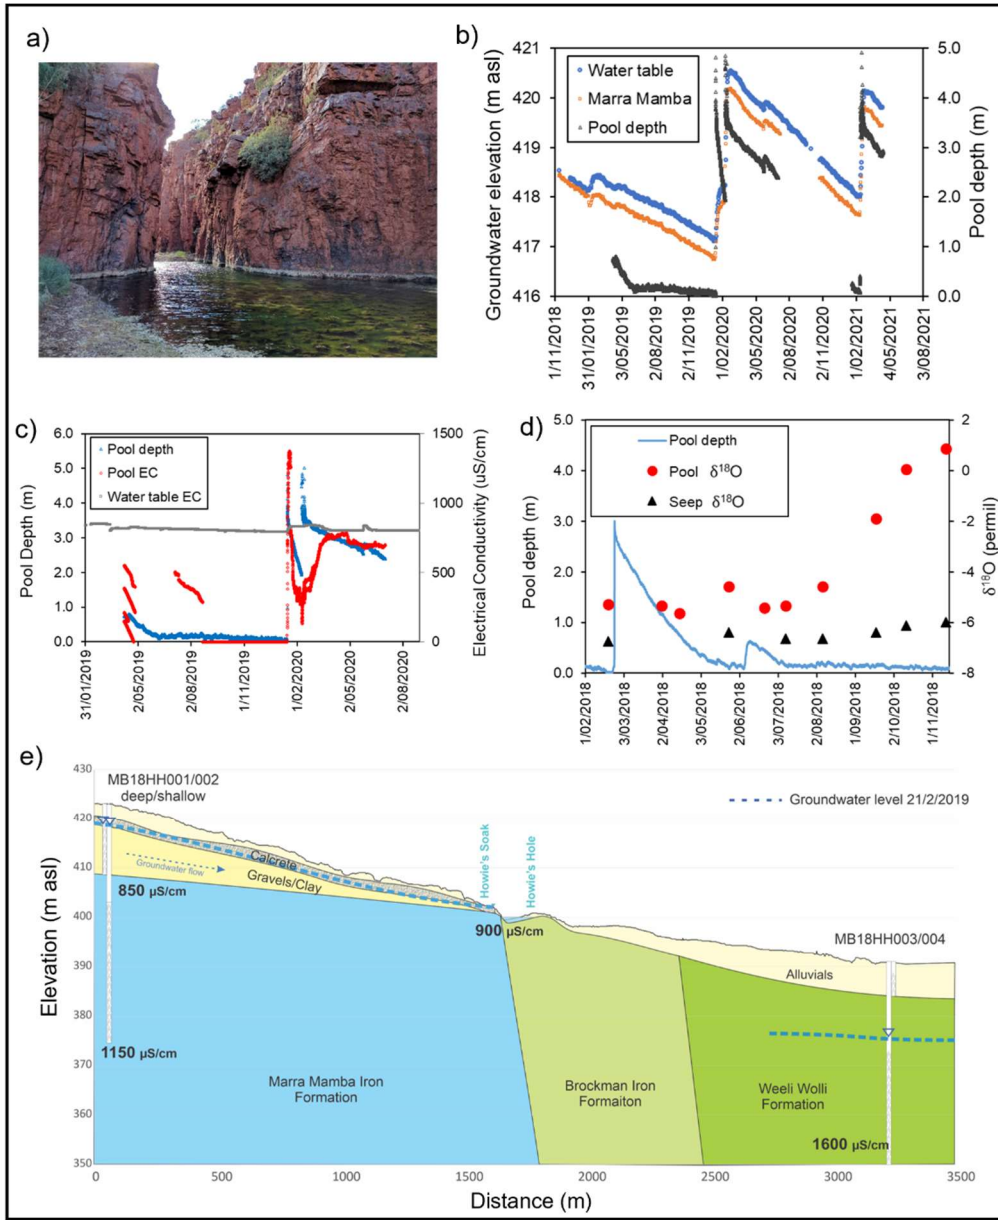 a)
b)
Groundwater elevation (m asl)
421
420
419
418
417
416
Water table
Marra Mamba
Pool depth
5.0
4.0
3.0
2.0
1.0
0.0
Pool depth (m)
1/11/2018
31/01/2019
3/05/2019
2/08/2019
2/11/2019
1/02/2020
3/05/2020
2/08/2020
2/11/2020
1/02/2021
4/05/2021
3/08/2021
c)
Pool Depth (m)
6.0
5.0
4.0
3.0
2.0
1.0
0.0
Pool depth
Pool EC
Water table EC
1500
1000
500
0
Electrical Conductivity (uS/cm)
31/01/2019
2/05/2019
2/08/2019
1/11/2019
1/02/2020
2/05/2020
2/08/2020
d)
Pool depth (m)
5.0
4.0
3.0
2.0
1.0
0.0
Pool depth
Pool δ¹⁸O
Seep δ¹⁸O
2
0
-2
-4
-6
-8
δ¹⁸O (permil)
1/02/2018
3/03/2018
2/04/2018
3/05/2018
2/06/2018
3/07/2018
2/08/2018
1/09/2018
2/10/2018
1/11/2018
e)
Elevation (m asl)
430
420
410
400
390
380
370
360
350
MB18HH001/002
deep/shallow
Groundwater level 21/2/2019
Calcrete
Groundwater flow
Gravels/Clay
Howie's Soak
Howie's Hole
850 µS/cm
900 µS/cm
MB18HH003/004
Alluvials
1150 µS/cm
Marra Mamba Iron
Formation
Brockman Iron
Formaiton
Weeli Wolli
Formation
1600 µS/cm
0
500
1000
1500
2000
2500
3000
3500
Distance (m)